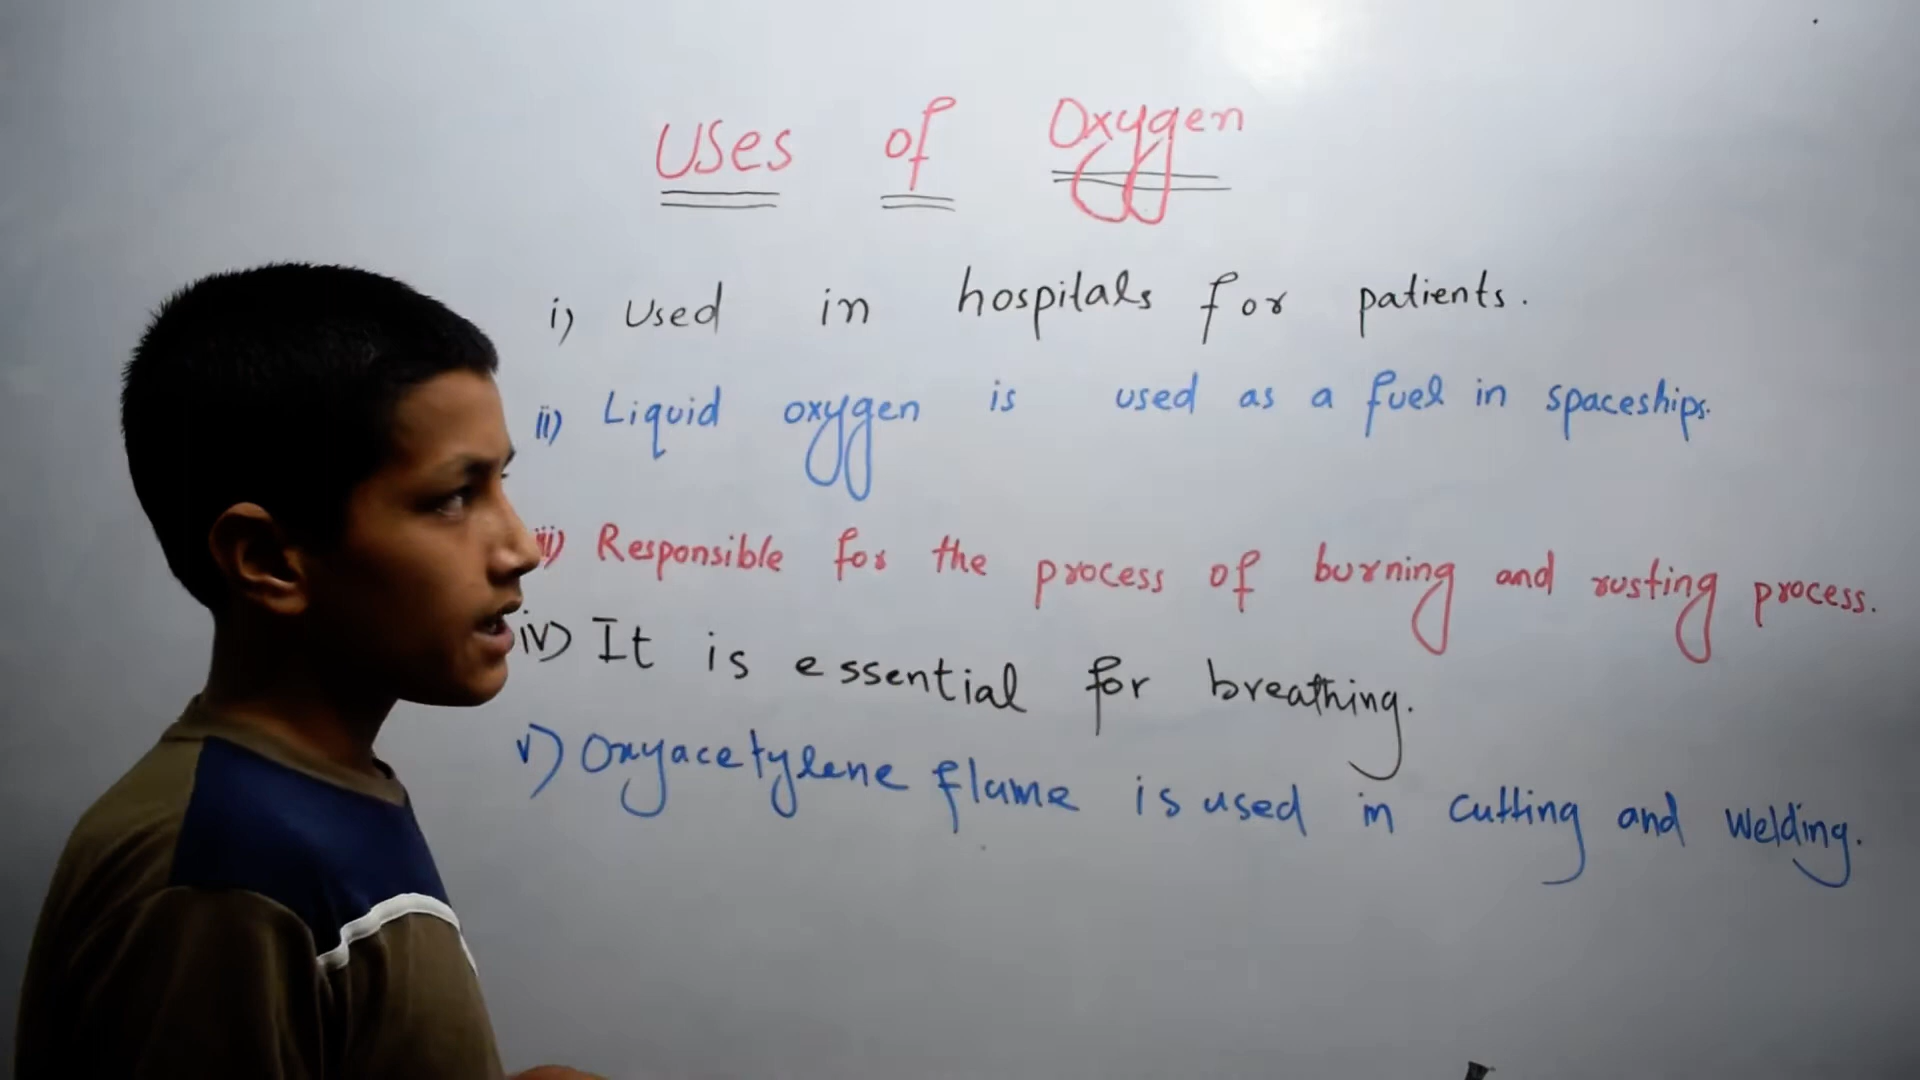 Uses of Oxygen
i) Used in hospitals for patients.
ii) Liquid oxygen is used as a fuel in spaceships.
iii) Responsible for the process of burning and rusting process.
iv) It is essential for breathing.
v) Oxyacetylene flame is used in cutting and welding.